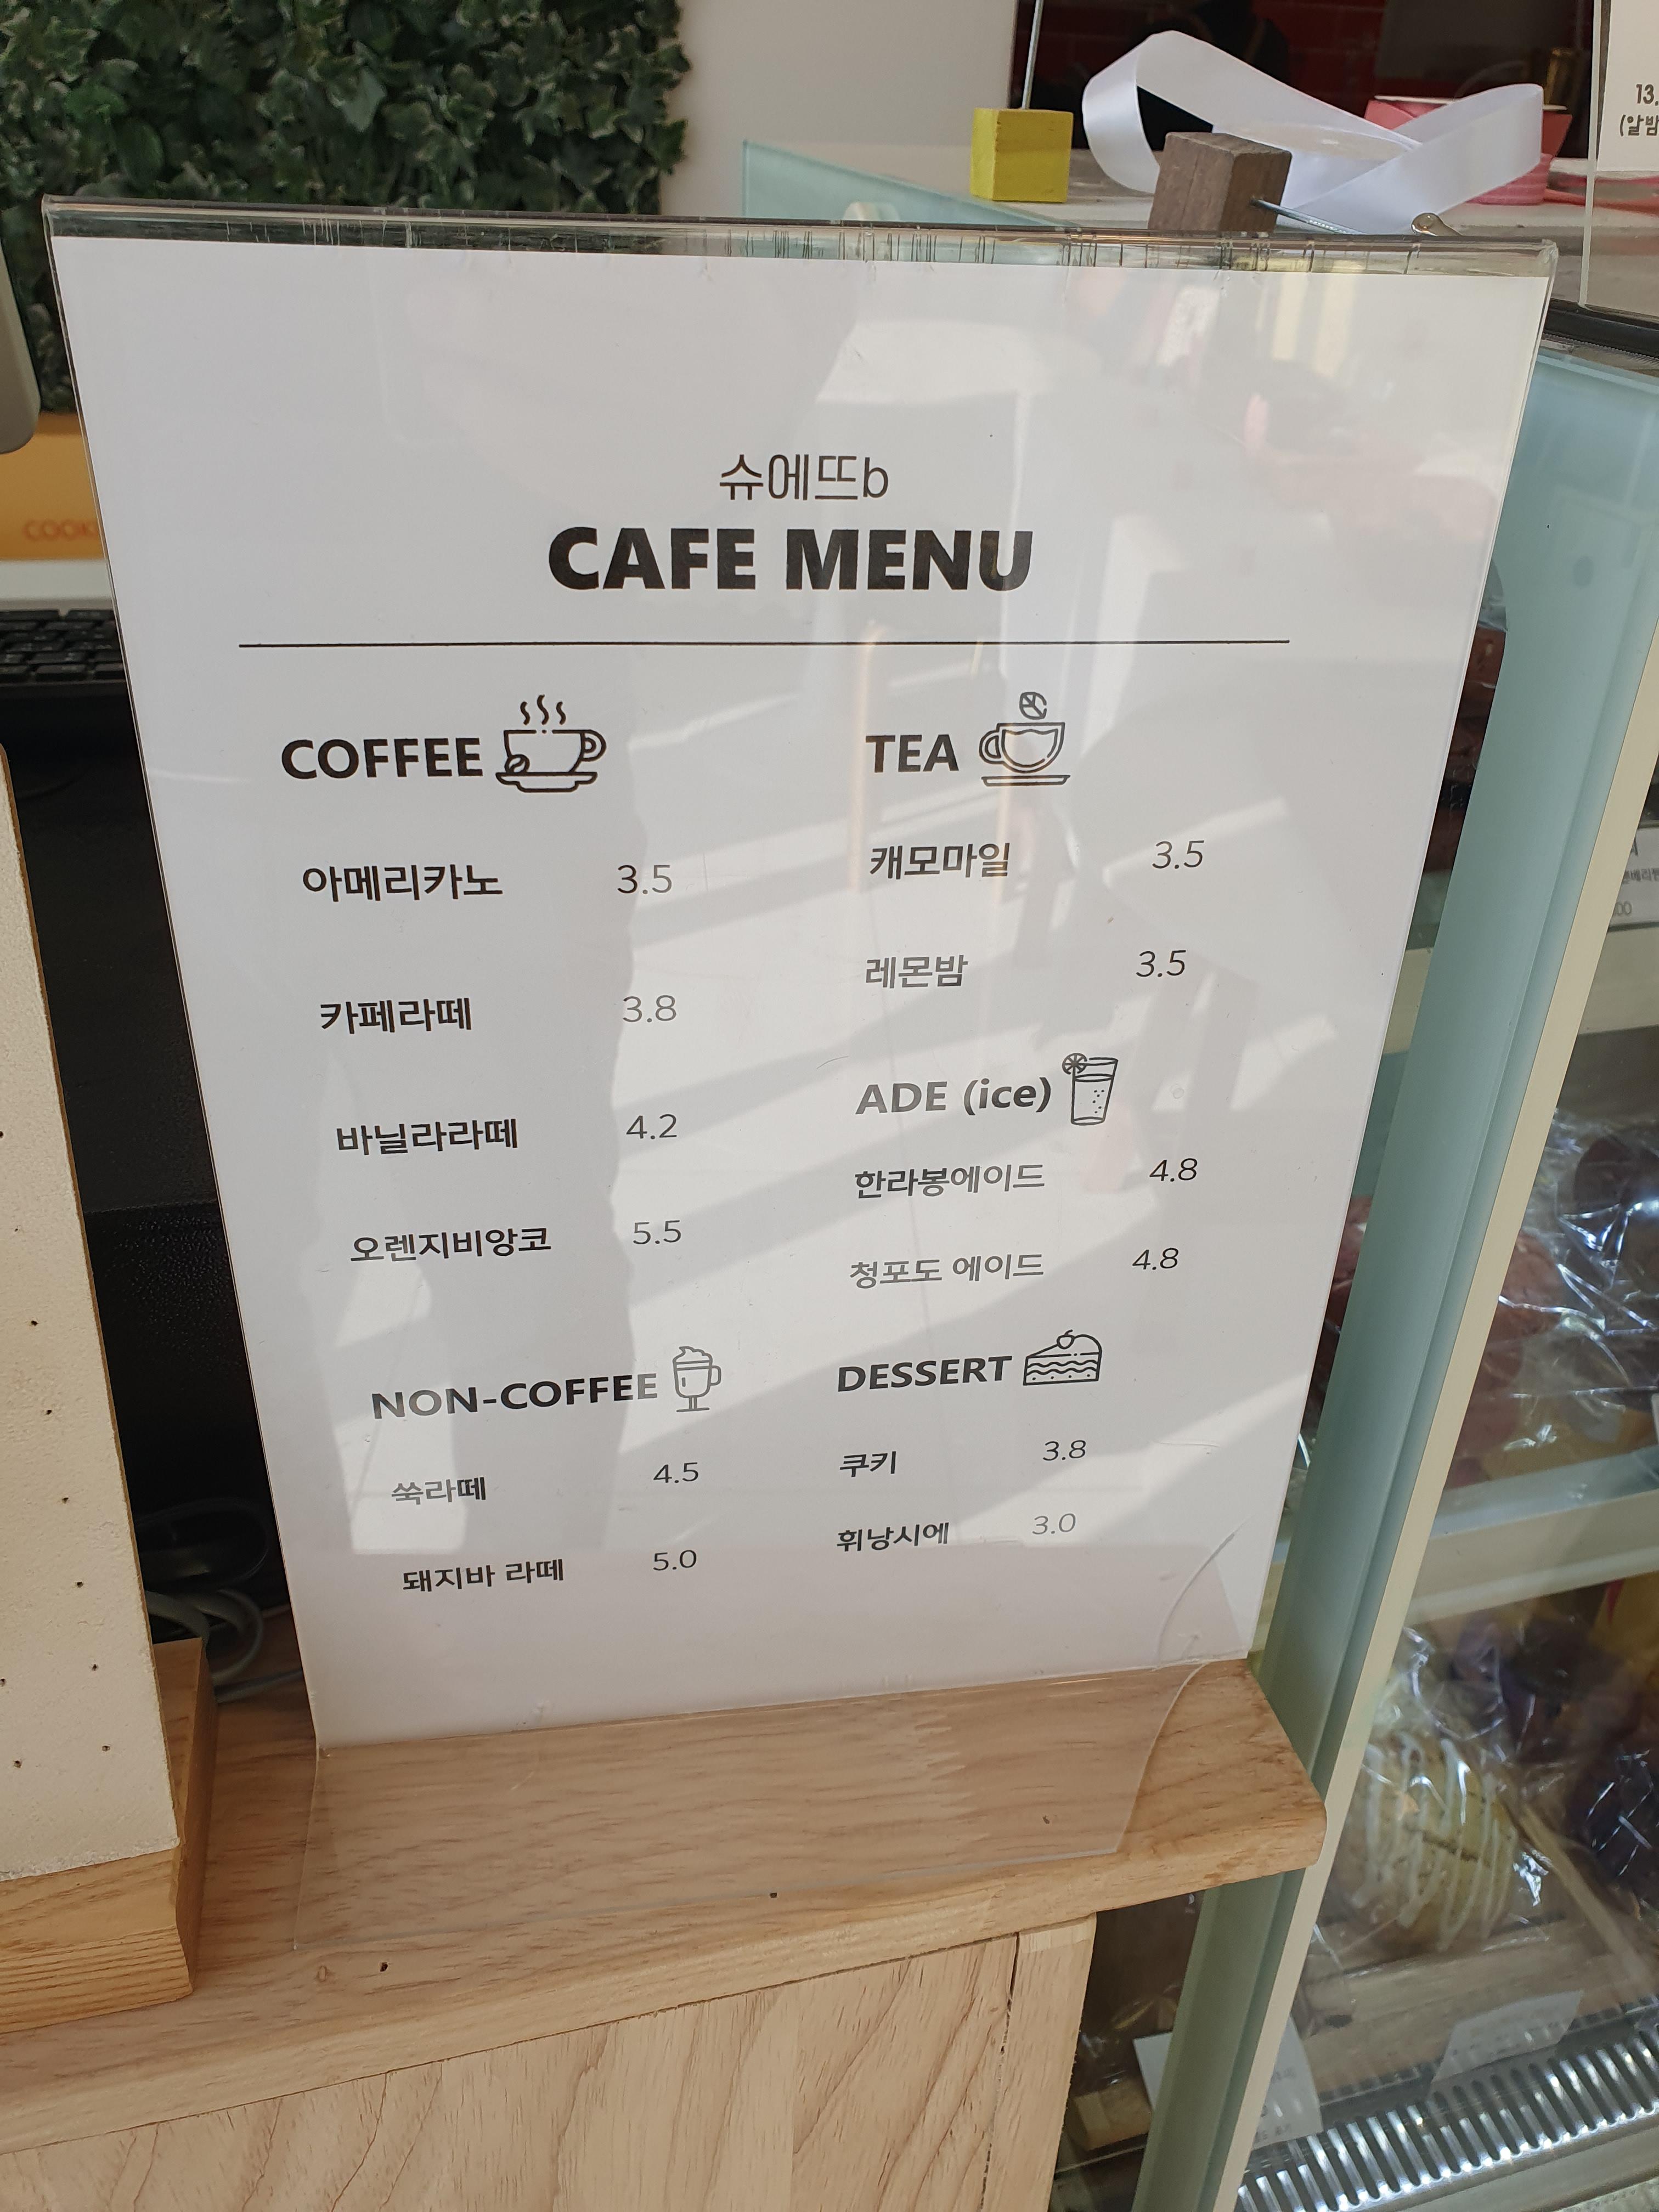 슈에뜨b
CAFE MENU
COFFEE
아메리카노 3.5
카페라떼 3.8
바닐라라떼 4.2
오렌지비앙코 5.5
NON-COFFEE
쑥라떼 4.5
돼지바 라떼 5.0
TEA
캐모마일 3.5
레몬밤 3.5
ADE (ice)
한라봉에이드 4.8
청포도 에이드 4.8
DESSERT
쿠키 3.8
휘낭시에 3.0
13.
(알밤
COOK